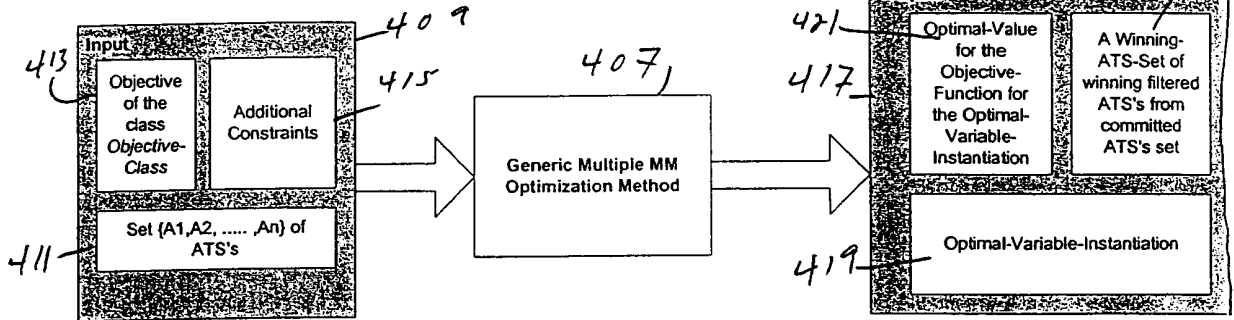 Input
409
413
Objective
of the
class
Objective-
Class
415
Additional
Constraints
411
Set {A1,A2, ..... ,An} of
ATS's
407
Generic Multiple MM
Optimization Method
417
421
Optimal-Value
for the
Objective-
Function for
the Optimal-
Variable-
Instantiation
A Winning-
ATS-Set of
winning filtered
ATS's from
committed
ATS's set
419
Optimal-Variable-Instantiation